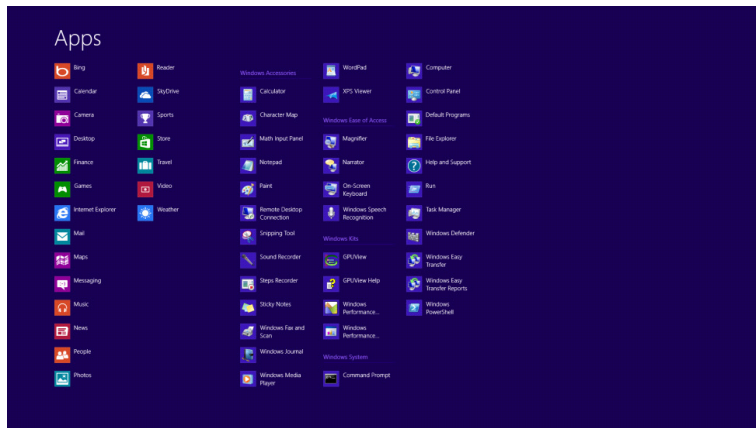 Apps
Bing
Calendar
Camera
Desktop
Finance
Games
Internet Explorer
Mail
Maps
Messaging
Music
News
People
Photos
Reader
SkyDrive
Sports
Store
Travel
Video
Weather
Windows Accessories
Calculator
Character Map
Math Input Panel
Notepad
Paint
Remote Desktop
Connection
Snipping Tool
Sound Recorder
Steps Recorder
Sticky Notes
Windows Fax and
Scan
Windows Journal
Windows Media
Player
WordPad
XPS Viewer
Windows Ease of Access
Magnifier
Narrator
On-Screen
Keyboard
Windows Speech
Recognition
Windows Kits
GPUView
GPUView Help
Windows
Performance...
Windows
Performance...
Windows System
Command Prompt
Computer
Control Panel
Default Programs
File Explorer
Help and Support
Run
Task Manager
Windows Defender
Windows Easy
Transfer
Windows Easy
Transfer Reports
Windows
PowerShell